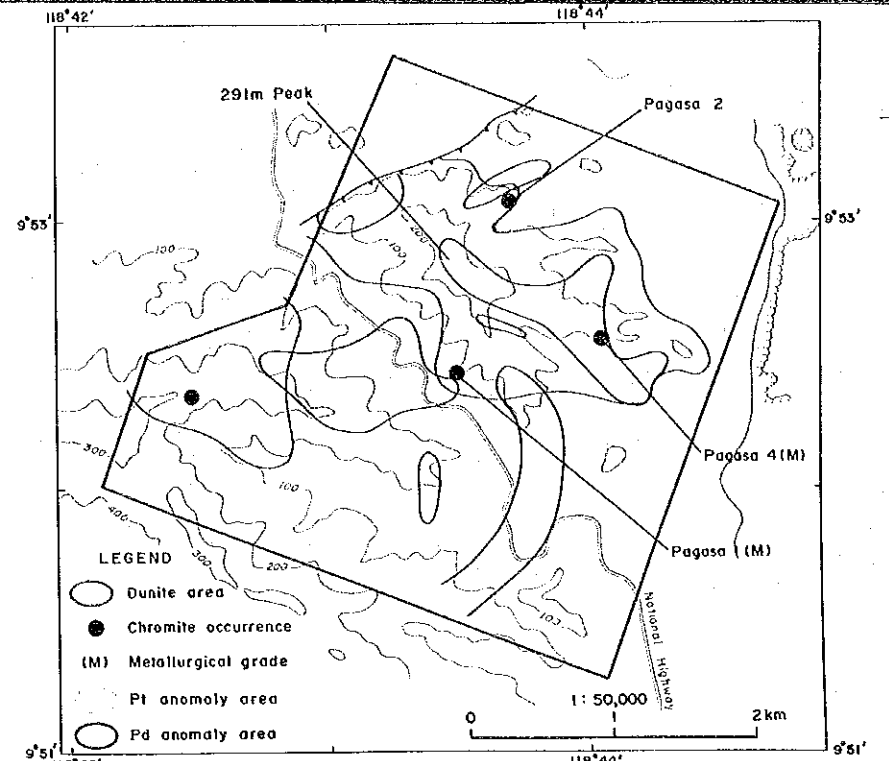 118°42'
118°44'
291m Peak
Pagasa 2
9°53'
9°53'
100
200
100
300
400
100
300
200
100
Pagasa 4(M)
Pagasa 1(M)
National Highway
LEGEND
Dunite area
Chromite occurrence
(M) Metallurgical grade
Pt anomoly area
Pd anomaly area
1:50,000
0
2km
9°51'
9°51'
118°44'